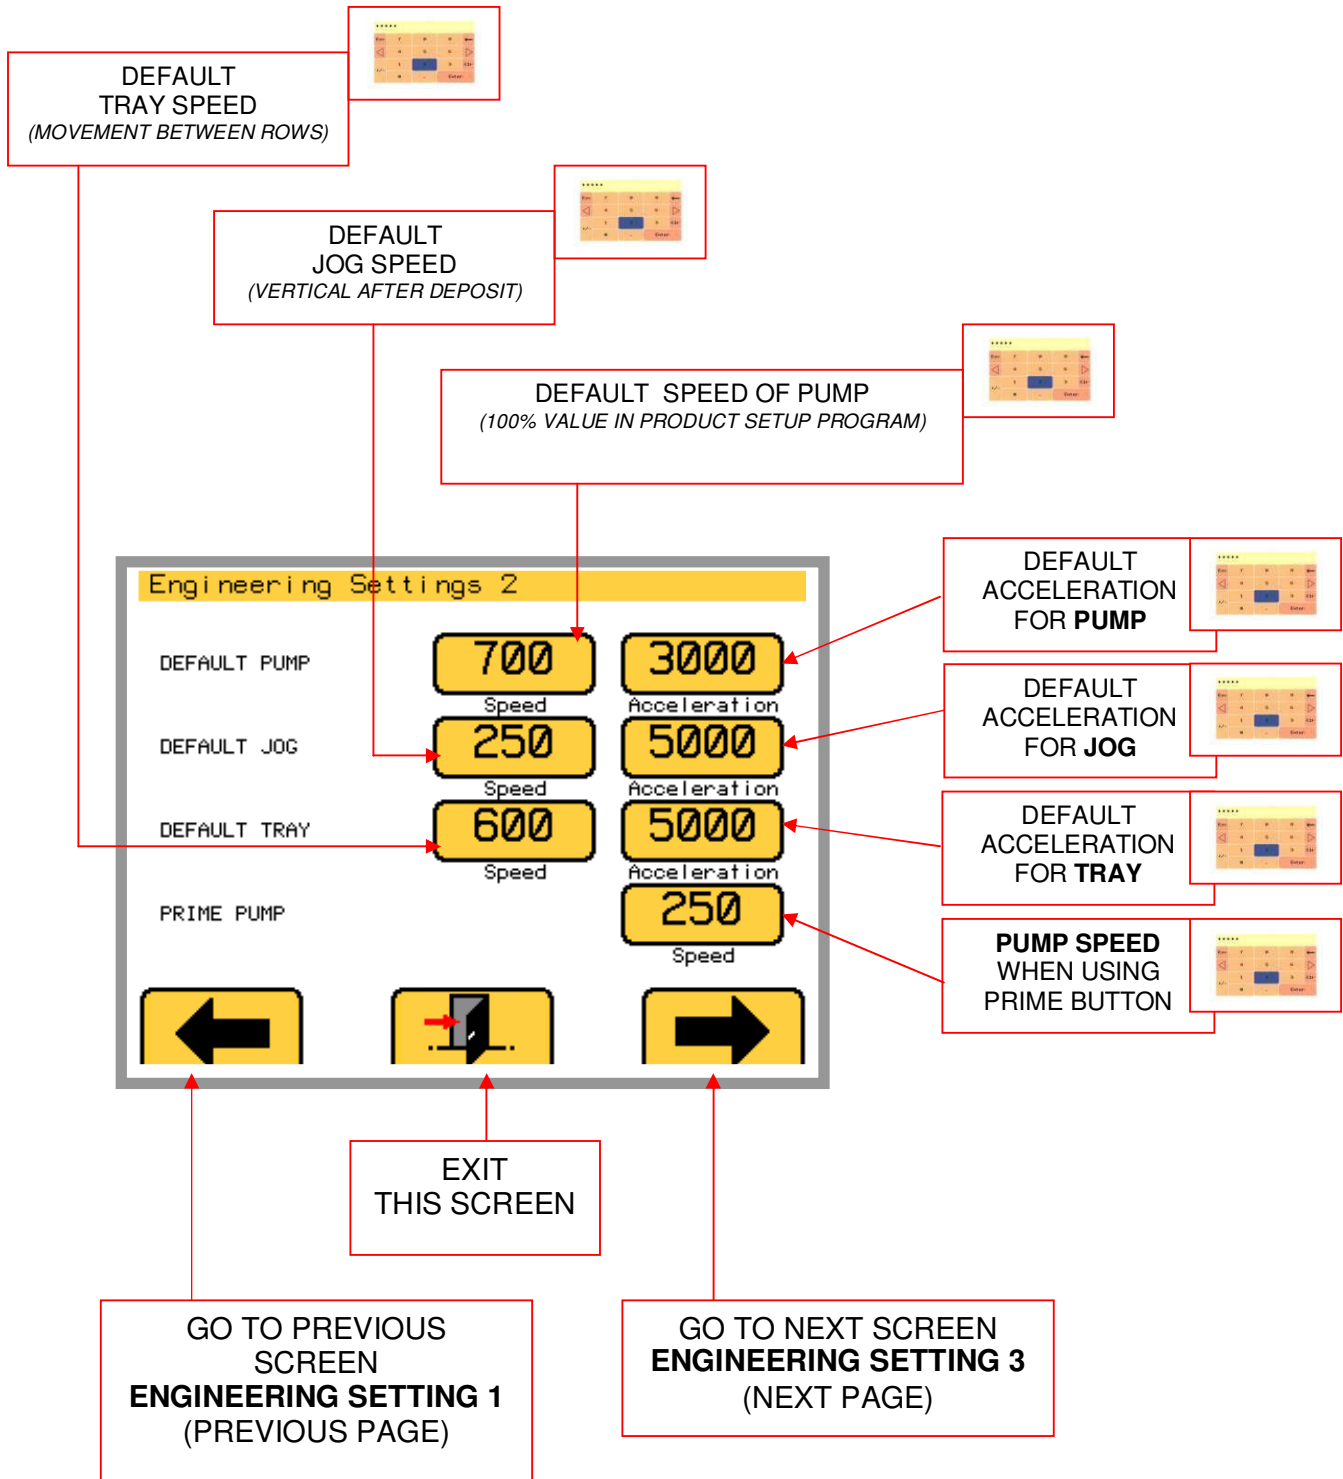 DEFAULT
TRAY SPEED
(MOVEMENT BETWEEN ROWS)
DEFAULT
JOG SPEED
(VERTICAL AFTER DEPOSIT)
DEFAULT SPEED OF PUMP
(100% VALUE IN PRODUCT SETUP PROGRAM)
Engineering Settings 2
DEFAULT PUMP
700
Speed
3000
Acceleration
DEFAULT JOG
250
Speed
5000
Acceleration
DEFAULT TRAY
600
Speed
5000
Acceleration
PRIME PUMP
250
Speed
DEFAULT
ACCELERATION
FOR PUMP
DEFAULT
ACCELERATION
FOR JOG
DEFAULT
ACCELERATION
FOR TRAY
PUMP SPEED
WHEN USING
PRIME BUTTON
EXIT
THIS SCREEN
GO TO PREVIOUS
SCREEN
ENGINEERING SETTING 1
(PREVIOUS PAGE)
GO TO NEXT SCREEN
ENGINEERING SETTING 3
(NEXT PAGE)